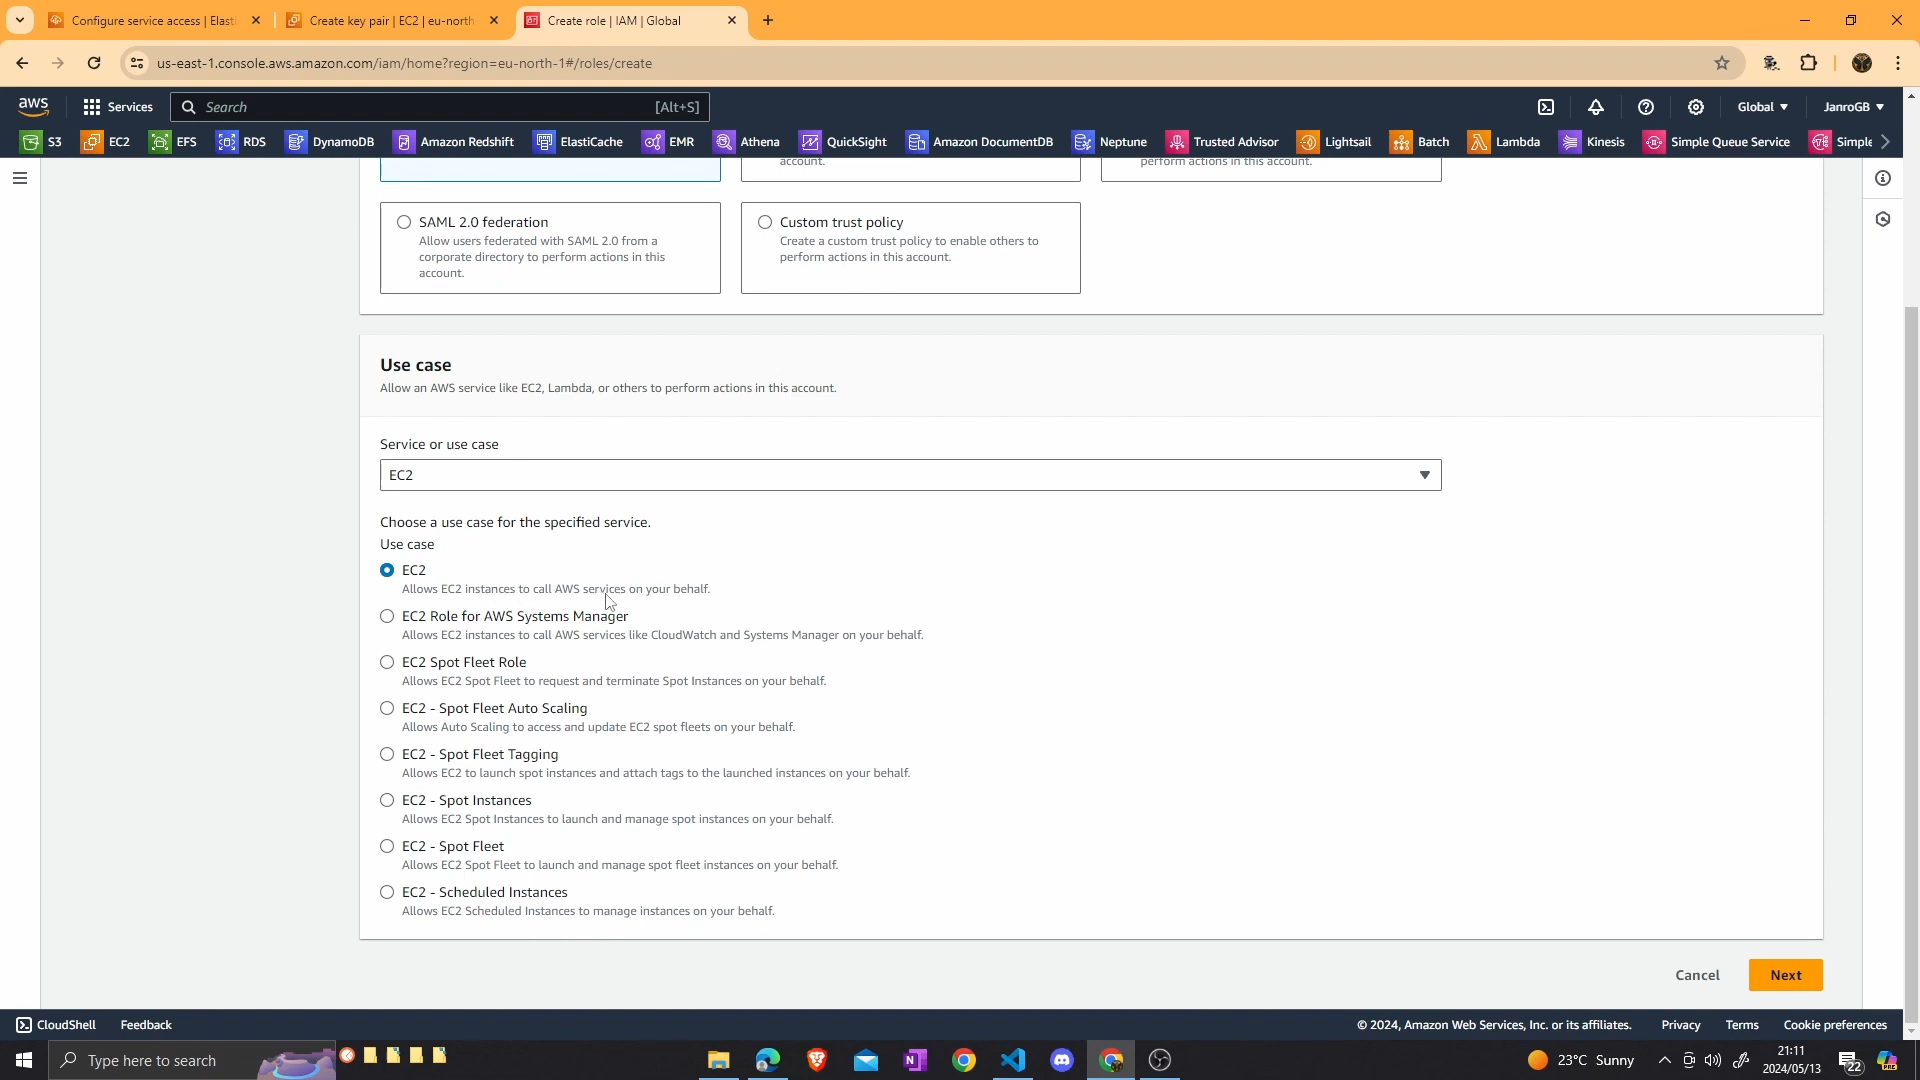 Configure service access | Elasti
Create key pair | EC2 | eu-north
Create role | IAM | Global
us-east-1.console.aws.amazon.com/iam/home?region=eu-north-1#/roles/create
aws
Services
Search
[Alt+S]
Global
JanroGB
S3
EC2
EFS
RDS
DynamoDB
Amazon Redshift
ElastiCache
EMR
Athena
QuickSight
Amazon DocumentDB
Neptune
Trusted Advisor
Lightsail
Batch
Lambda
Kinesis
Simple Queue Service
Simple
account.
perform actions in this account.
SAML 2.0 federation
Allow users federated with SAML 2.0 from a
corporate directory to perform actions in this
account.
Custom trust policy
Create a custom trust policy to enable others to
perform actions in this account.
Use case
Allow an AWS service like EC2, Lambda, or others to perform actions in this account.
Service or use case
EC2
Choose a use case for the specified service.
Use case
EC2
Allows EC2 instances to call AWS services on your behalf.
EC2 Role for AWS Systems Manager
Allows EC2 instances to call AWS services like CloudWatch and Systems Manager on your behalf.
EC2 Spot Fleet Role
Allows EC2 Spot Fleet to request and terminate Spot Instances on your behalf.
EC2 - Spot Fleet Auto Scaling
Allows Auto Scaling to access and update EC2 spot fleets on your behalf.
EC2 - Spot Fleet Tagging
Allows EC2 to launch spot instances and attach tags to the launched instances on your behalf.
EC2 - Spot Instances
Allows EC2 Spot Instances to launch and manage spot instances on your behalf.
EC2 - Spot Fleet
Allows EC2 Spot Fleet to launch and manage spot fleet instances on your behalf.
EC2 - Scheduled Instances
Allows EC2 Scheduled Instances to manage instances on your behalf.
Cancel
Next
CloudShell
Feedback
© 2024, Amazon Web Services, Inc. or its affiliates.
Privacy
Terms
Cookie preferences
Type here to search
23°C Sunny
21:11
2024/05/13
22